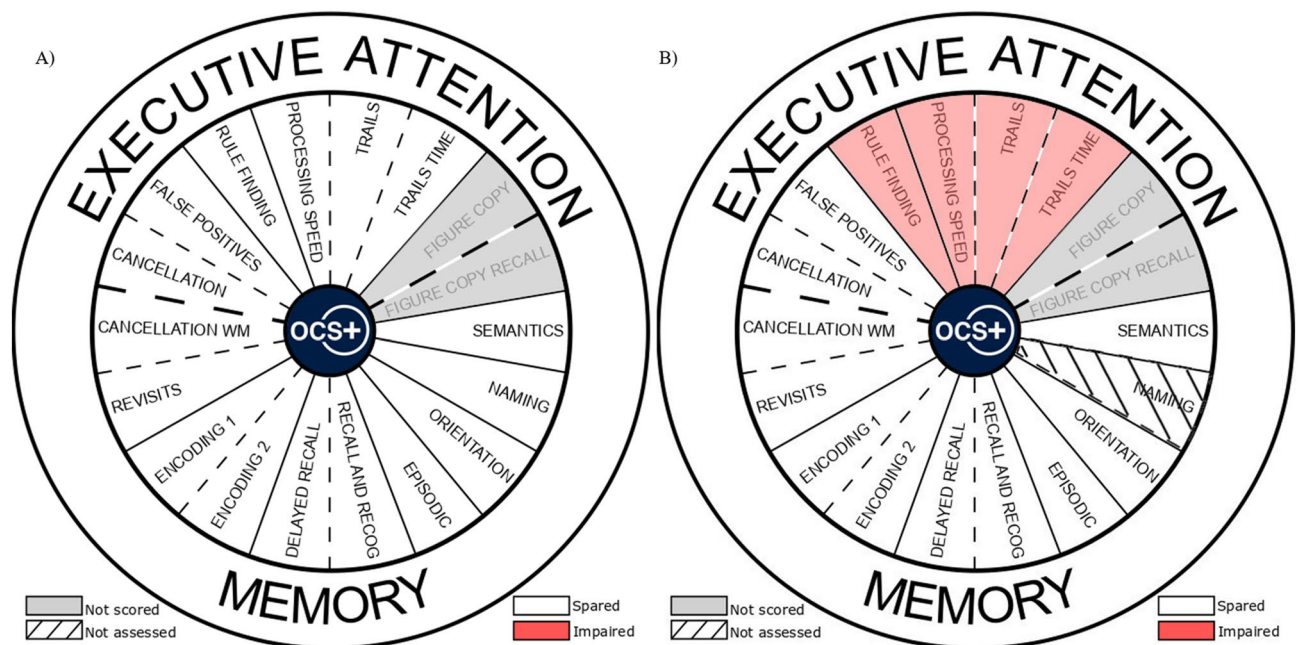 A)
EXECUTIVE ATTENTION
PROCESSING SPEED
TRAILS
TRAILS TIME
FIGURE COPY
FIGURE COPY RECALL
SEMANTICS
NAMING
ORIENTATION
EPISODIC
RECALL AND RECOG
DELAYED RECALL
ENCODING 2
ENCODING 1
REVISITS
CANCELLATION WM
CANCELLATION
FALSE POSITIVES
RULE FINDING
OCS+
MEMORY
Not scored
Not assessed
Spared
Impaired
B)
EXECUTIVE ATTENTION
PROCESSING SPEED
TRAILS
TRAILS TIME
FIGURE COPY
FIGURE COPY RECALL
SEMANTICS
NAMING
ORIENTATION
EPISODIC
RECALL AND RECOG
DELAYED RECALL
ENCODING 2
ENCODING 1
REVISITS
CANCELLATION WM
CANCELLATION
FALSE POSITIVES
RULE FINDING
OCS+
MEMORY
Not scored
Not assessed
Spared
Impaired